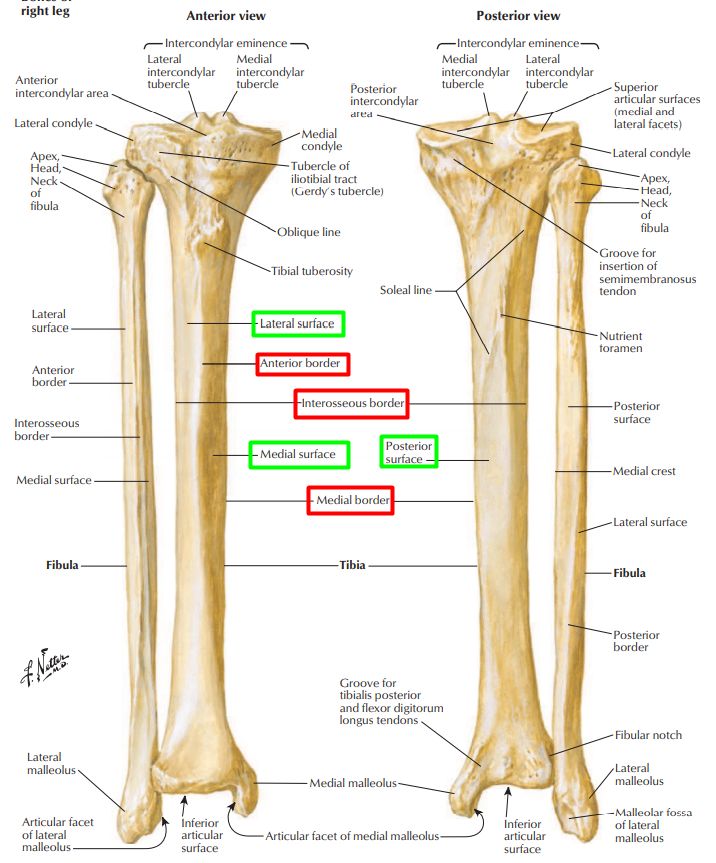 Bones of
right leg
Anterior view
Posterior view
Intercondylar eminence
Lateral
intercondylar
tubercle
Medial
intercondylar
tubercle
Anterior
intercondylar area
Lateral condyle
Apex,
Head,
Neck
of
fibula
Medial
condyle
Tubercle of
iliotibial tract
(Gerdy's tubercle)
Oblique line
Tibial tuberosity
Lateral
surface
Lateral surface
Anterior
border
Anterior border
Interosseous
border
Interosseous border
Medial surface
Medial surface
Medial border
Fibula
Tibia
F. Netter
M.D.
Lateral
malleolus
Medial malleolus
Articular facet
of lateral
malleolus
Inferior
articular
surface
Articular facet of medial malleolus
Intercondylar eminence
Medial
intercondylar
tubercle
Lateral
intercondylar
tubercle
Posterior
intercondylar
area
Superior
articular surfaces
(medial and
lateral facets)
Lateral condyle
Apex,
Head,
Neck
of
fibula
Groove for
insertion of
semimembranosus
tendon
Soleal line
Nutrient
foramen
Posterior
surface
Posterior
surface
Medial crest
Lateral surface
Fibula
Posterior
border
Groove for
tibialis posterior
and flexor digitorum
longus tendons
Fibular notch
Lateral
malleolus
Malleolar fossa
of lateral
malleolus
Inferior
articular
surface